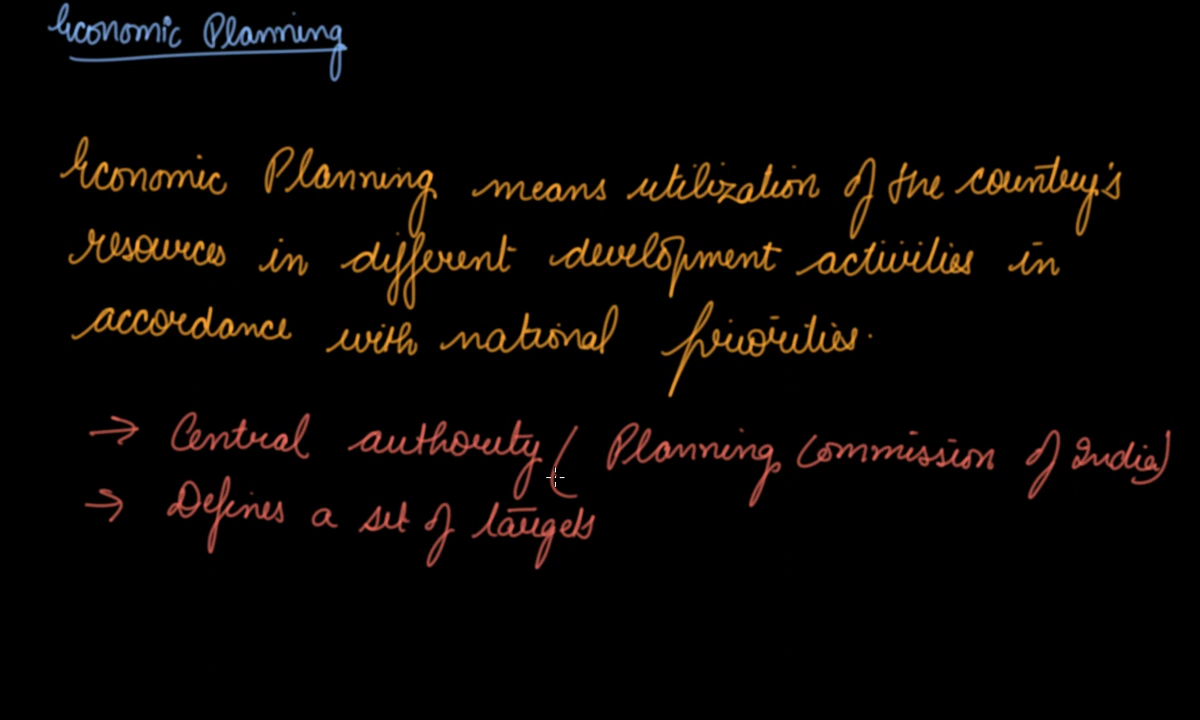 Economic Planning
Economic Planning means utilization of the country's
resources in different development activities in
accordance with national priorities.
→ Central authority ( Planning Commission of India)
→ Defines a set of targets